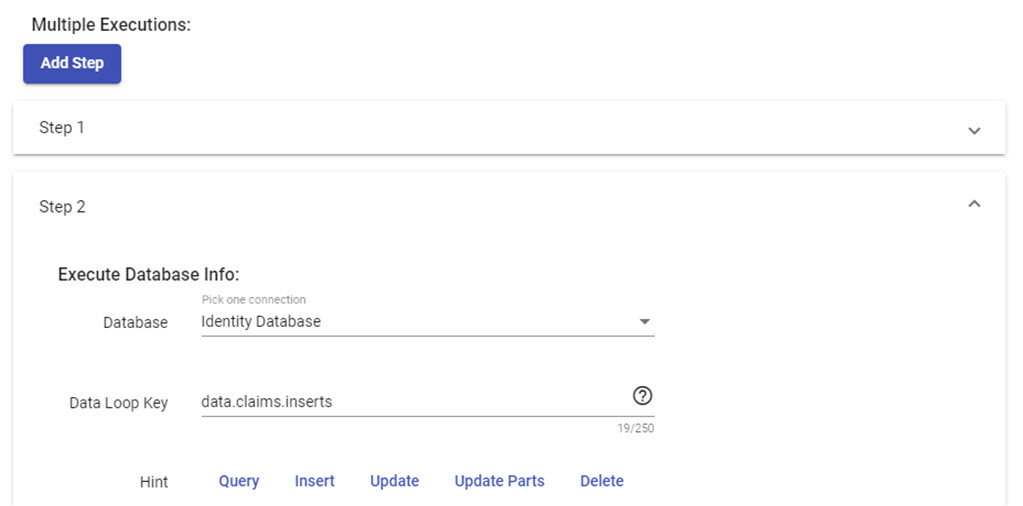 Multiple Executions:
Add Step
Step 1
Step 2
Execute Database Info:
Pick one connection
Database Identity Database
Data Loop Key data.claims.inserts
19/250
Hint Query Insert Update Update Parts Delete